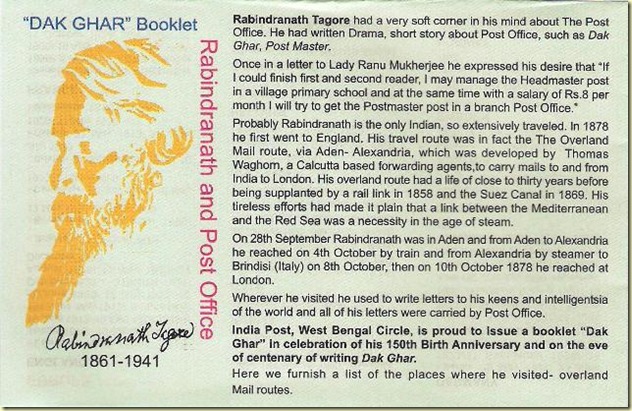 “DAK GHAR” Booklet
Rabindranath and Post Office
Rabindranath Tagore
1861-1941
Rabindranath Tagore had a very soft corner in his mind about The Post
Office. He had written Drama, short story about Post Office, such as Dak
Ghar, Post Master.
Once in a letter to Lady Ranu Mukherjee he expressed his desire that “If
I could finish first and second reader, I may manage the Headmaster post
in a village primary school and at the same time with a salary of Rs.8 per
month I will try to get the Postmaster post in a branch Post Office.“
Probably Rabindranath is the only Indian, so extensively traveled. In 1878
he first went to England. His travel route was in fact the The Overland
Mail route, via Aden- Alexandria, which was developed by Thomas
Waghorn, a Calcutta based forwarding agents,to carry mails to and from
India to London. His overland route had a life of close to thirty years before
being supplanted by a rail link in 1858 and the Suez Canal in 1869. His
tireless efforts had made it plain that a link between the Mediterranean
and the Red Sea was a necessity in the age of steam.
On 28th September Rabindranath was in Aden and from Aden to Alexandria
he reached on 4th October by train and from Alexandria by steamer to
Brindisi (Italy) on 8th October, then on 10th October 1878 he reached at
London.
Wherever he visited he used to write letters to his keens and intelligentsia
of the world and all of his letters were carried by Post Office.
India Post, West Bengal Circle, is proud to Issue a booklet “Dak
Ghar” in celebration of his 150th Birth Anniversary and on the eve
of centenary of writing Dak Ghar.
Here we furnish a list of the places where he visited- overland
Mail routes.